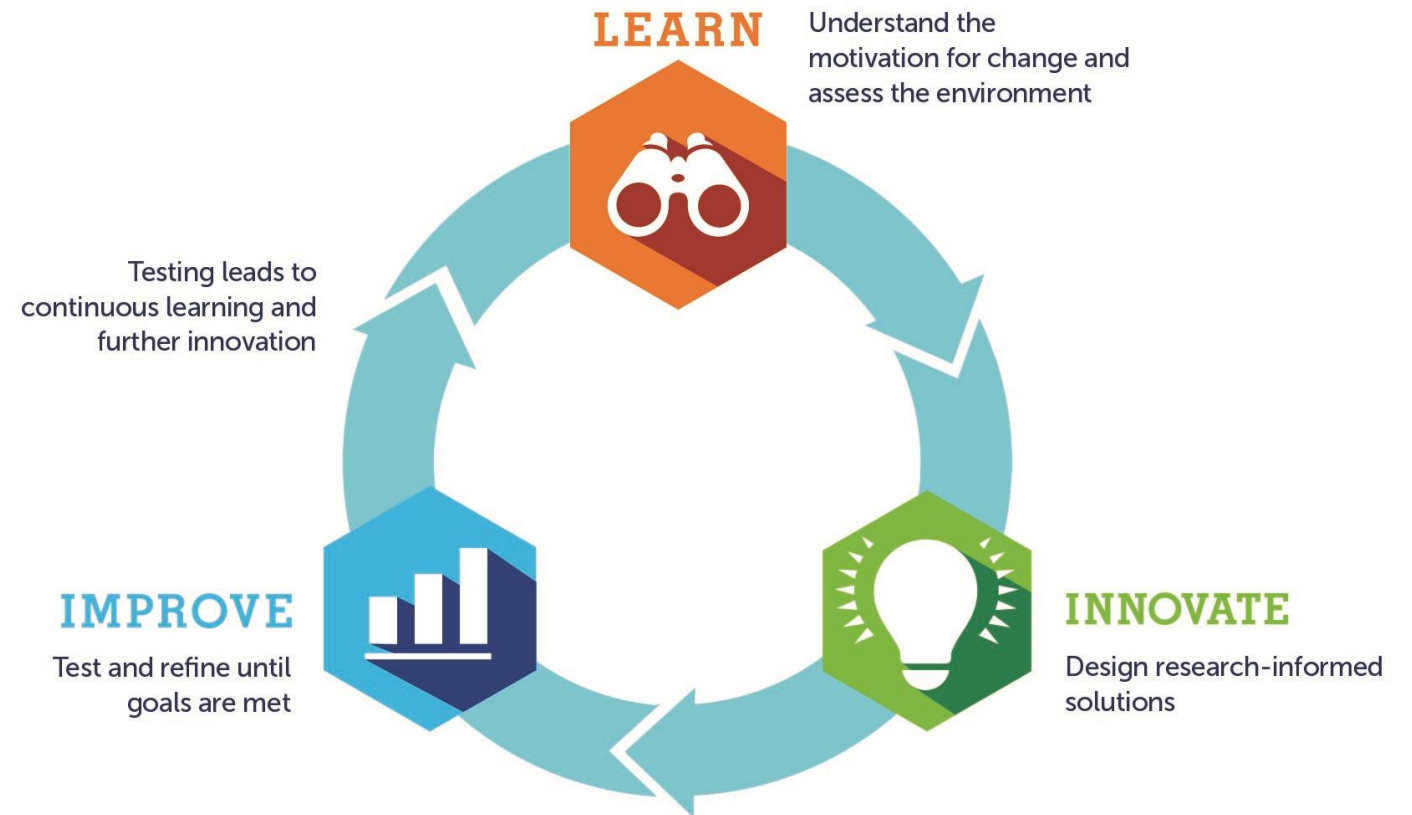 LEARN
Understand the
motivation for change and
assess the environment
Testing leads to
continuous learning and
further innovation
INNOVATE
Design research-informed
solutions
IMPROVE
Test and refine until
goals are met